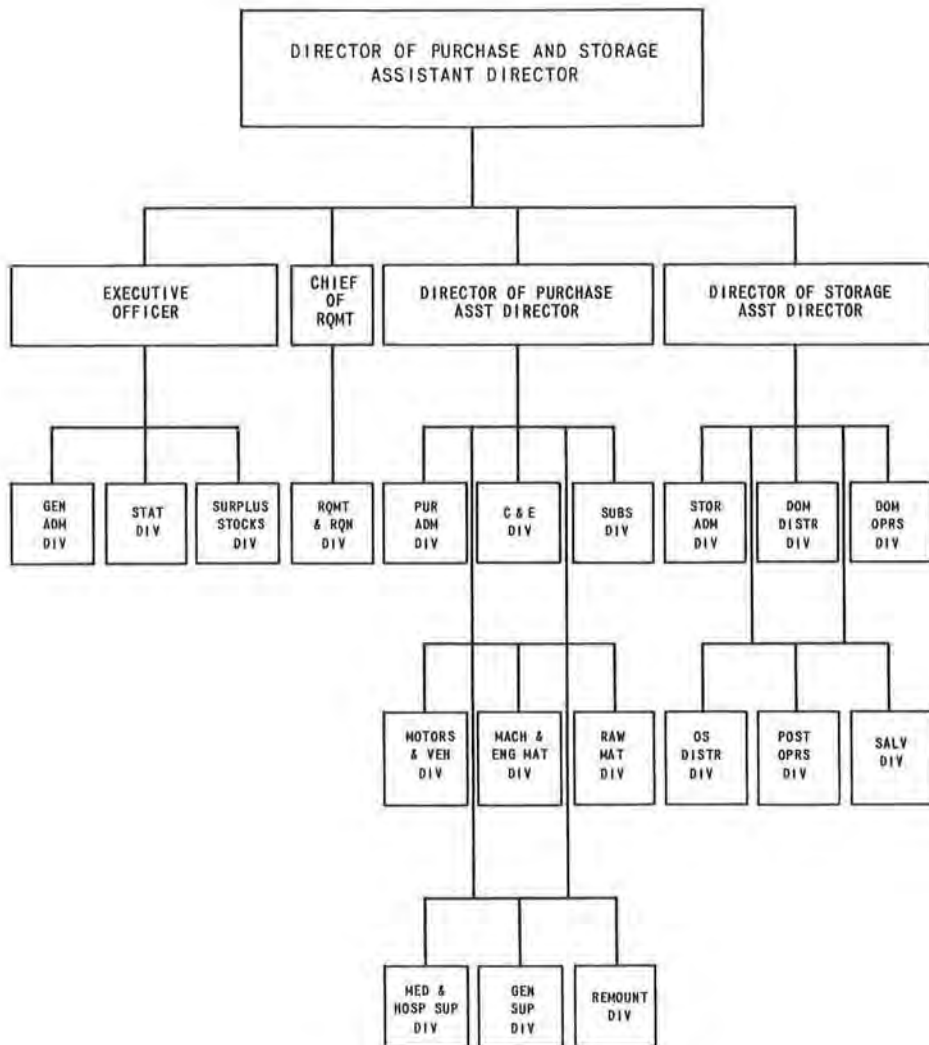 DIRECTOR OF PURCHASE AND STORAGE
ASSISTANT DIRECTOR
EXECUTIVE
OFFICER
CHIEF
OF
RQMT
DIRECTOR OF PURCHASE
ASST DIRECTOR
DIRECTOR OF STORAGE
ASST DIRECTOR
GEN
ADM
DIV
STAT
DIV
SURPLUS
STOCKS
DIV
RQMT
& RQN
DIV
PUR
ADM
DIV
C & E
DIV
SUBS
DIV
STOR
ADM
DIV
DOM
DISTR
DIV
DOM
OPRS
DIV
MOTORS
& VEH
DIV
MACH &
ENG MAT
DIV
RAW
MAT
DIV
OS
DISTR
DIV
POST
OPRS
DIV
SALV
DIV
MED &
HOSP SUP
DIV
GEN
SUP
DIV
REMOUNT
DIV